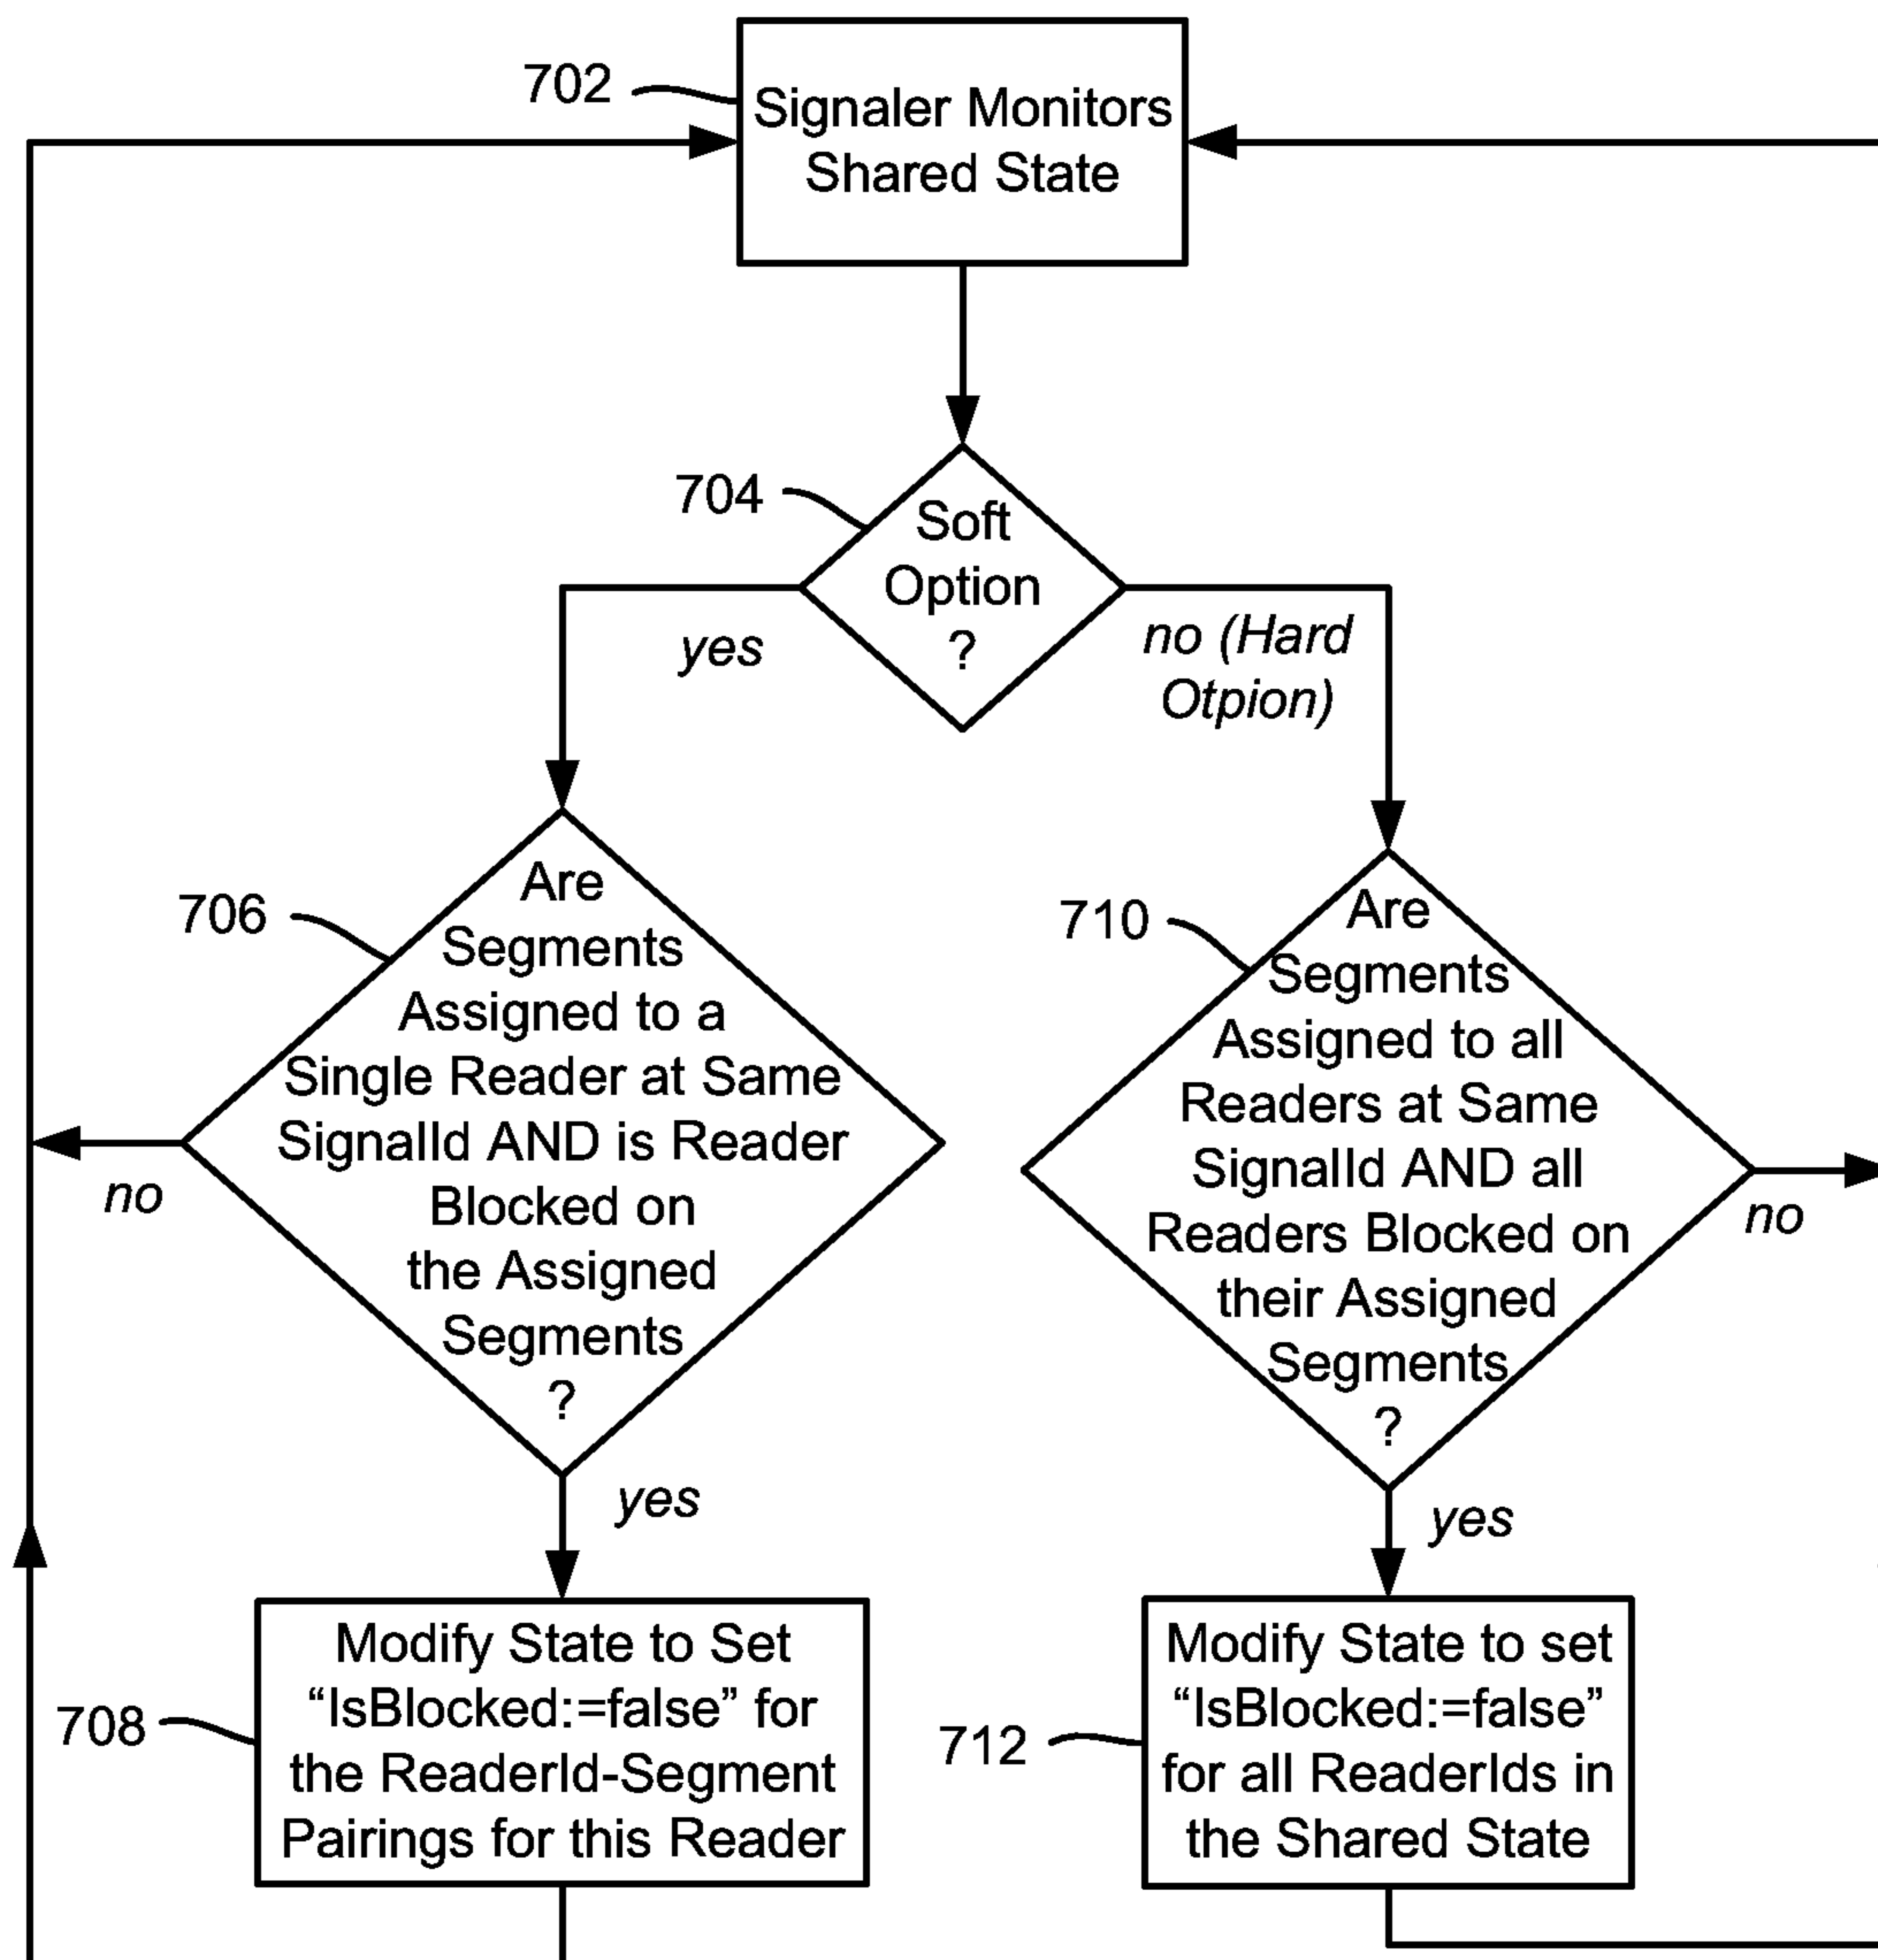 702
Signaler Monitors
Shared State
704
Soft
Option
?
yes
no (Hard
Otpion)
706
Are
Segments
Assigned to a
Single Reader at Same
SignalId AND is Reader
Blocked on
the Assigned
Segments
?
no
yes
710
Are
Segments
Assigned to all
Readers at Same
SignalId AND all
Readers Blocked on
their Assigned
Segments
?
no
yes
708
Modify State to Set
“IsBlocked:=false” for
the ReaderId-Segment
Pairings for this Reader
712
Modify State to set
“IsBlocked:=false”
for all ReaderIds in
the Shared State